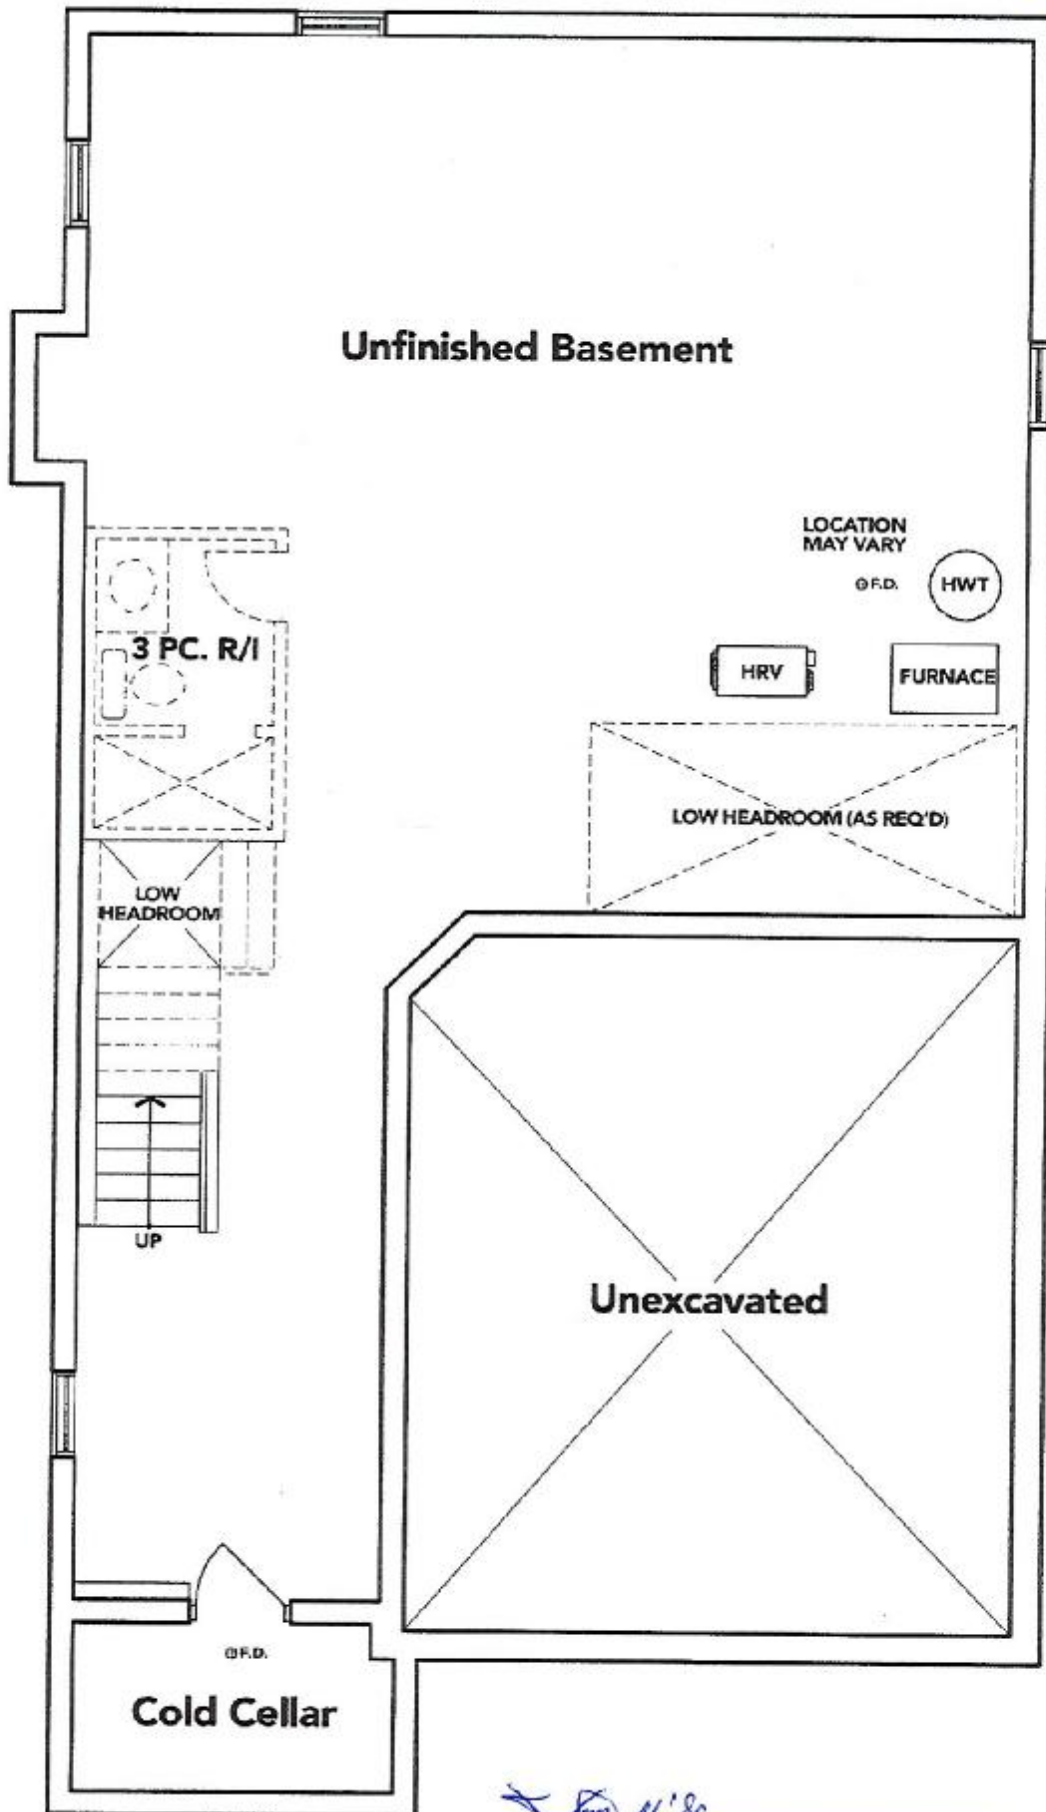 Unfinished Basement
LOCATION
MAY VARY
F.D.
HWT
3 PC. R/I
HRV
FURNACE
LOW HEADROOM (AS REQ'D)
LOW
HEADROOM
UP
Unexcavated
F.D.
Cold Cellar